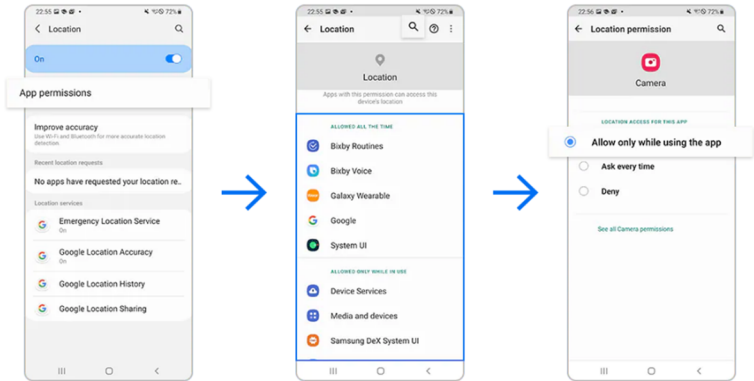 22:55
72%
Location
On
App permissions
Improve accuracy
Use Wi-Fi and Bluetooth for more accurate location
detection.
Recent location requests
No apps have requested your location re..
Location services
Emergency Location Service
On
Google Location Accuracy
On
Google Location History
Google Location Sharing
22:55
72%
Location
Location
Apps with this permission can access this
device's location
ALLOWED ALL THE TIME
Bixby Routines
Bixby Voice
Galaxy Wearable
Google
System UI
ALLOWED ONLY WHILE IN USE
Device Services
Media and devices
Samsung DeX System UI
22:56
72%
Location permission
Camera
LOCATION ACCESS FOR THIS APP
Allow only while using the app
Ask every time
Deny
See all Camera permissions